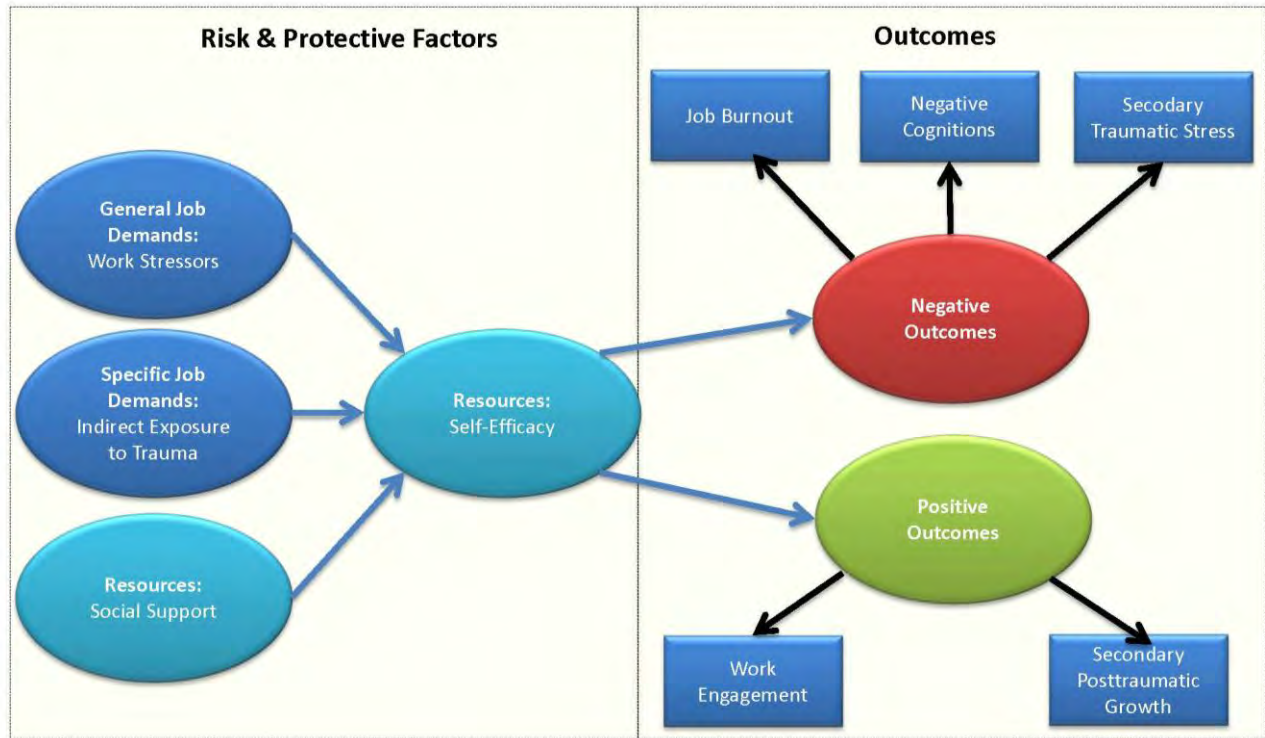 Risk & Protective Factors
General Job
Demands:
Work Stressors
Specific Job
Demands:
Indirect Exposure
to Trauma
Resources:
Social Support
Resources:
Self-Efficacy
Outcomes
Job Burnout
Negative
Cognitions
Secodary
Traumatic Stress
Negative
Outcomes
Positive
Outcomes
Work
Engagement
Secondary
Posttraumatic
Growth